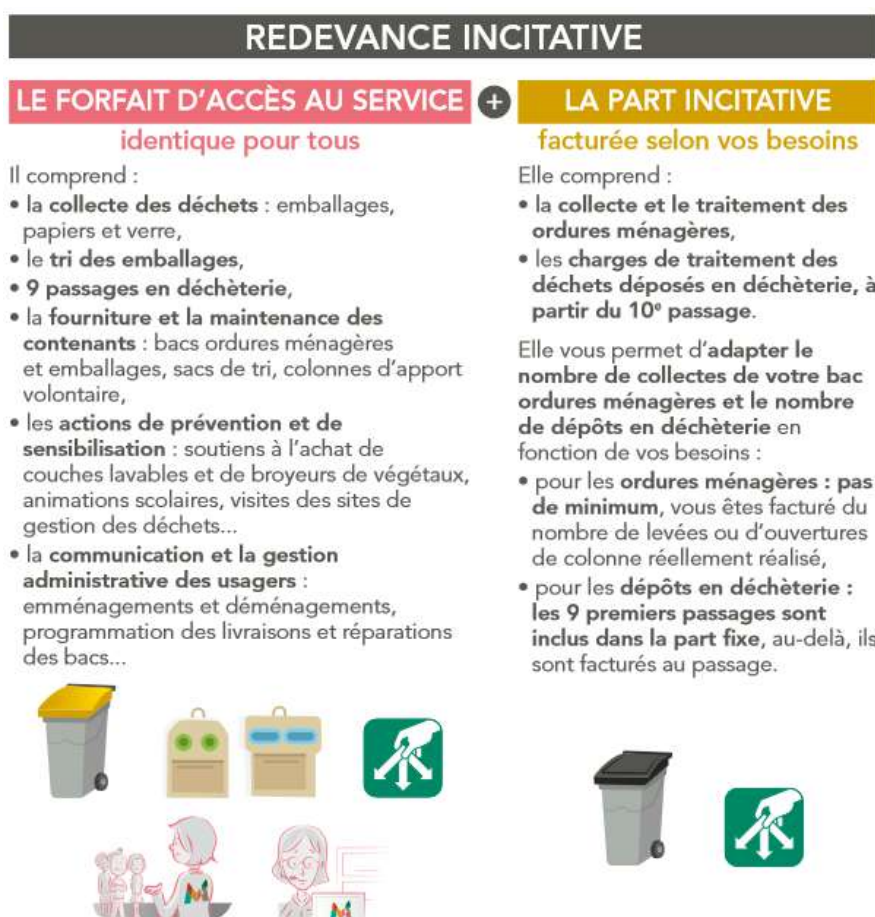 REDEVANCE INCITATIVE
LE FORFAIT D'ACCÈS AU SERVICE
identique pour tous
Il comprend :
• la collecte des déchets : emballages,
papiers et verre,
• le tri des emballages,
• 9 passages en déchèterie,
• la fourniture et la maintenance des
contenants : bacs ordures ménagères
et emballages, sacs de tri, colonnes d'apport
volontaire,
• les actions de prévention et de
sensibilisation : soutiens à l'achat de
couches lavables et de broyeurs de végétaux,
animations scolaires, visites des sites de
gestion des déchets...
• la communication et la gestion
administrative des usagers :
emménagements et déménagements,
programmation des livraisons et réparations
des bacs...
+
LA PART INCITATIVE
facturée selon vos besoins
Elle comprend :
• la collecte et le traitement des
ordures ménagères,
• les charges de traitement des
déchets déposés en déchèterie, à
partir du 10e passage.
Elle vous permet d'adapter le
nombre de collectes de votre bac
ordures ménagères et le nombre
de dépôts en déchèterie en
fonction de vos besoins :
• pour les ordures ménagères : pas
de minimum, vous êtes facturé du
nombre de levées ou d'ouvertures
de colonne réellement réalisé,
• pour les dépôts en déchèterie :
les 9 premiers passages sont
inclus dans la part fixe, au-delà, ils
sont facturés au passage.